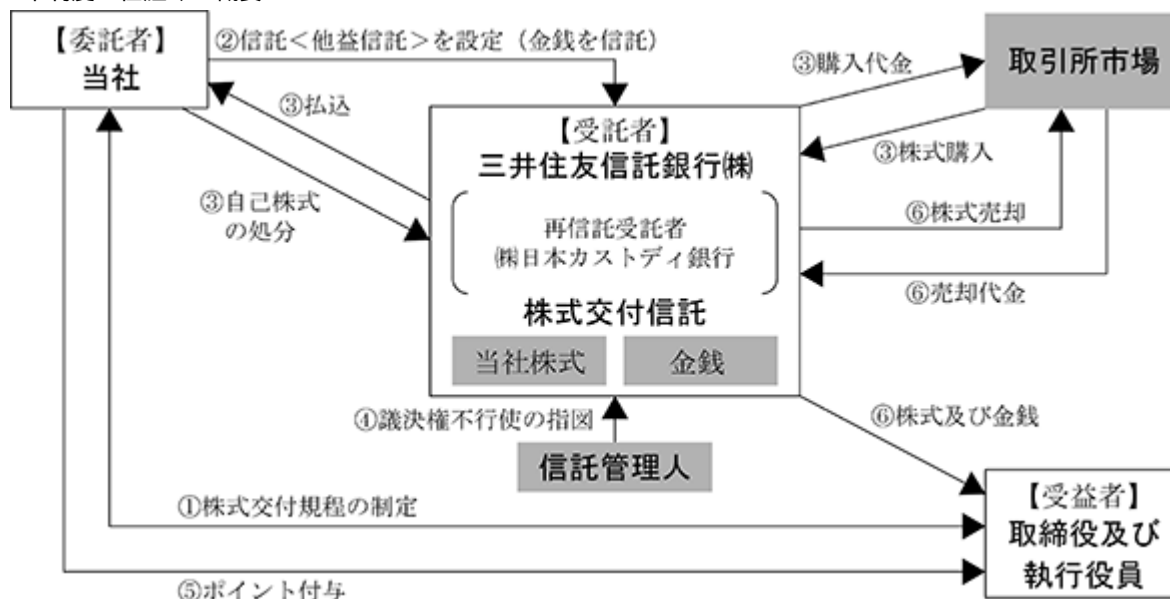 【委託者】
当社
②信託<他益信託>を設定(金銭を信託)
③購入代金
取引所市場
③払込
【受託者】
三井住友信託銀行㈱
③株式購入
③自己株式
の処分
再信託受託者
㈱日本カストディ銀行
⑥株式売却
⑥売却代金
株式交付信託
当社株式
金銭
④議決権不行使の指図
⑥株式及び金銭
信託管理人
①株式交付規程の制定
【受益者】
取締役及び
執行役員
⑤ポイント付与